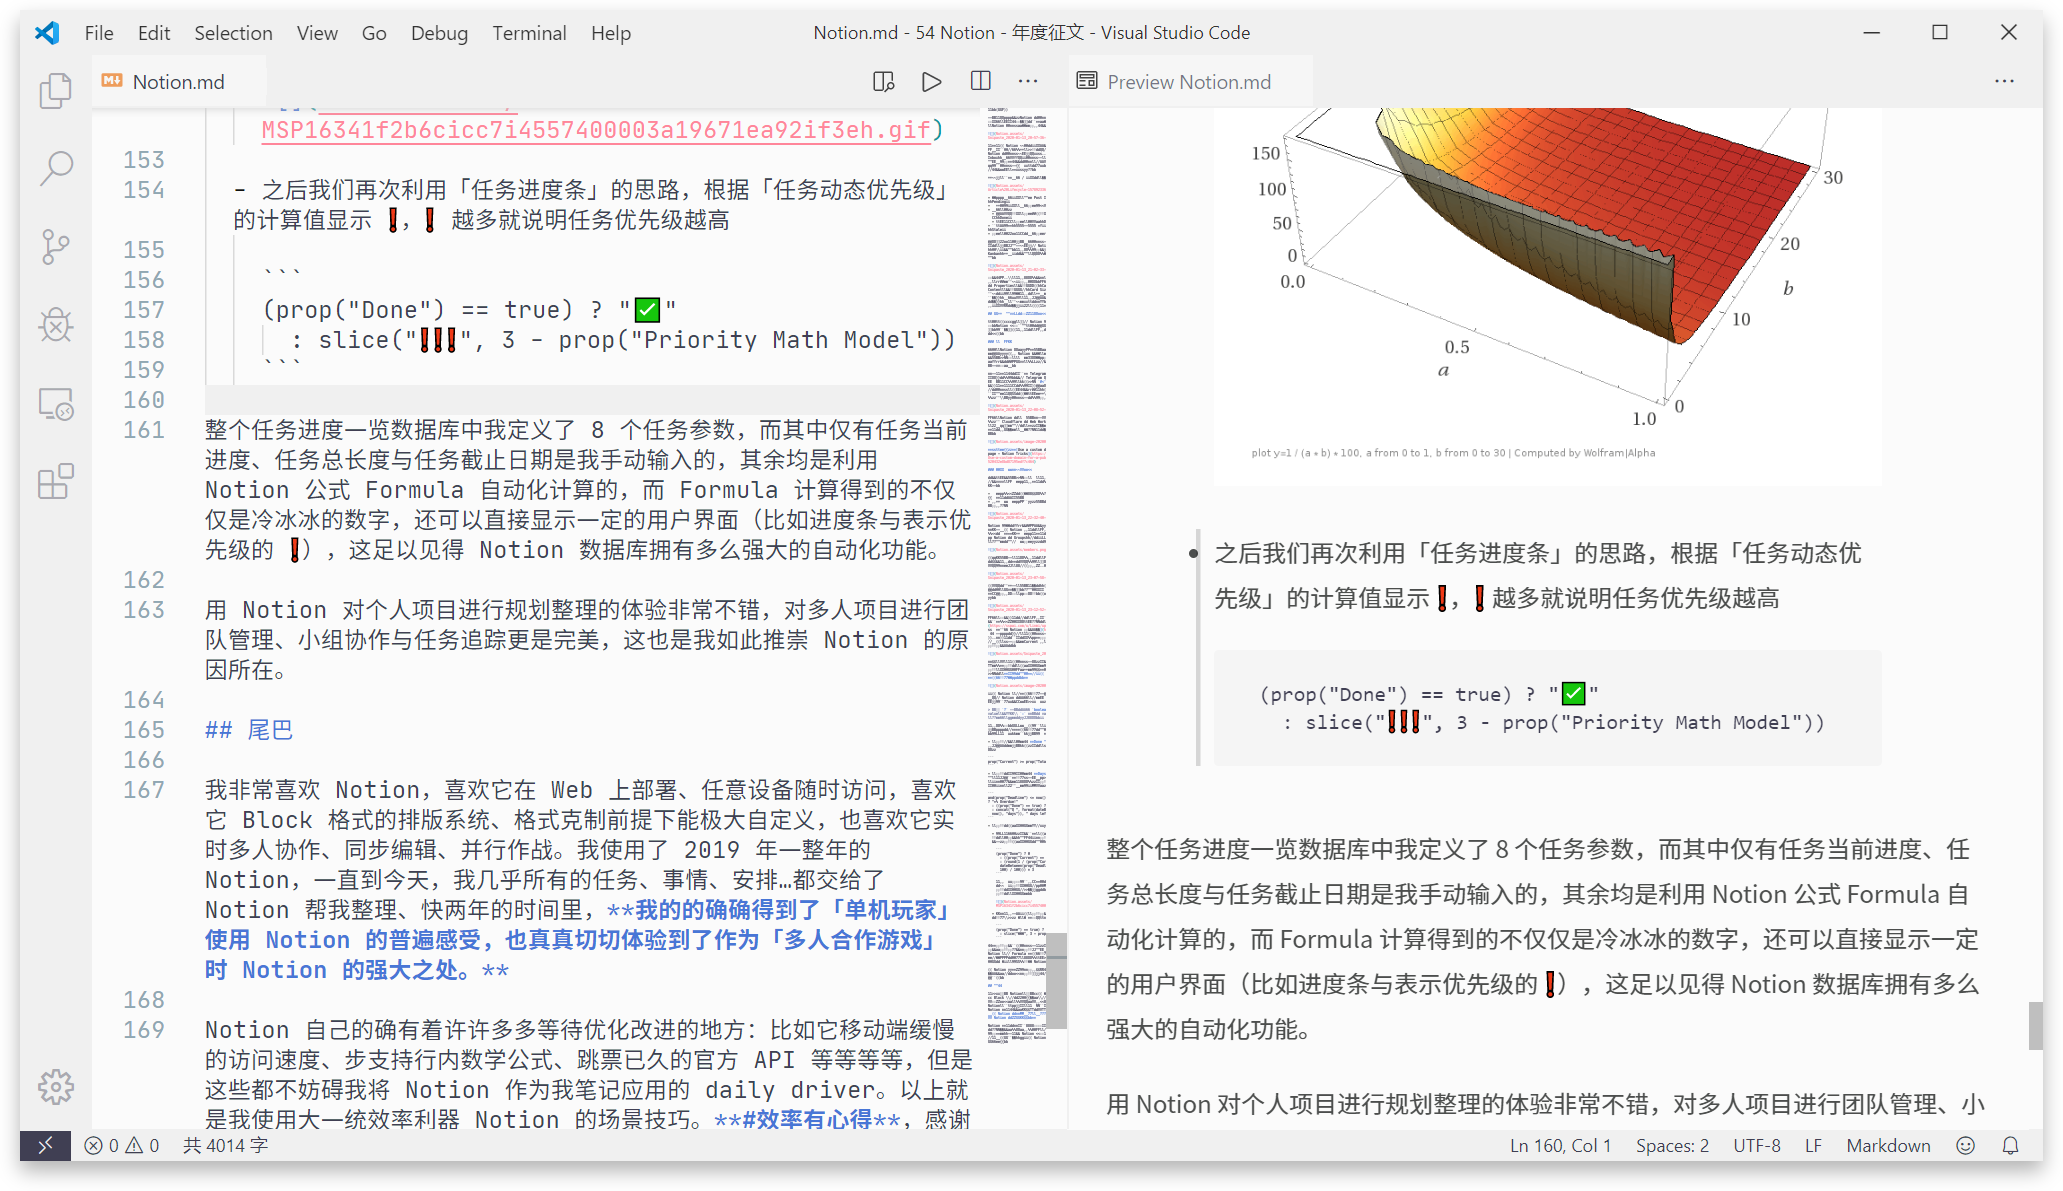 File Edit Selection View Go Debug Terminal Help
Notion.md - 54 Notion - 年度征文 - Visual Studio Code
Notion.md
Preview Notion.md
MSP16341f2b6cicc7i4557400003a19671ea92if3eh.gif)
153
154 - 之后我们再次利用「任务进度条」的思路，根据「任务动态优先级」
的计算值显示 ❗，❗ 越多就说明任务优先级越高
155
156 ```
157 (prop("Done") == true) ? "✅"
158 : slice("❗❗❗", 3 - prop("Priority Math Model"))
159 ```
160
161 整个任务进度一览数据库中我定义了 8 个任务参数，而其中仅有任务当前
进度、任务总长度与任务截止日期是我手动输入的，其余均是利用
Notion 公式 Formula 自动化计算的，而 Formula 计算得到的不仅
仅是冷冰冰的数字，还可以直接显示一定的用户界面（比如进度条与表示优
先级的 ❗），这足以见得 Notion 数据库拥有多么强大的自动化功能。
162
163 用 Notion 对个人项目进行规划整理的体验非常不错，对多人项目进行团
队管理、小组协作与任务追踪更是完美，这也是我如此推崇 Notion 的原
因所在。
164
165 ## 尾巴
166
167 我非常喜欢 Notion，喜欢它在 Web 上部署、任意设备随时访问，喜欢
它 Block 格式的排版系统、格式克制前提下能极大自定义，也喜欢它实
时多人协作、同步编辑、并行作战。我使用了 2019 年一整年的
Notion，一直到今天，我几乎所有的任务、事情、安排…都交给了
Notion 帮我整理、快两年的时间里，**我的的确确得到了「单机玩家」
使用 Notion 的普遍感受，也真真切切体验到了作为「多人合作游戏」
时 Notion 的强大之处。**
168
169 Notion 自己的确有着许许多多等待优化改进的地方：比如它移动端缓慢
的访问速度、步支持行内数学公式、跳票已久的官方 API 等等等等，但是
这些都不妨碍我将 Notion 作为我笔记应用的 daily driver。以上就
是我使用大一统效率利器 Notion 的场景技巧。**#效率有心得**，感谢
150
100
50
0
0.0
0.5
a
1.0
0
10
20
30
b
plot y=1 / (a * b) * 100, a from 0 to 1, b from 0 to 30 | Computed by Wolfram|Alpha
• 之后我们再次利用「任务进度条」的思路，根据「任务动态优
先级」的计算值显示❗，❗越多就说明任务优先级越高
(prop("Done") == true) ? "✅"
: slice("❗❗❗", 3 - prop("Priority Math Model"))
整个任务进度一览数据库中我定义了 8 个任务参数，而其中仅有任务当前进度、任
务总长度与任务截止日期是我手动输入的，其余均是利用 Notion 公式 Formula 自
动化计算的，而 Formula 计算得到的不仅仅是冷冰冰的数字，还可以直接显示一定
的用户界面（比如进度条与表示优先级的❗），这足以见得 Notion 数据库拥有多么
强大的自动化功能。
用 Notion 对个人项目进行规划整理的体验非常不错，对多人项目进行团队管理、小
0 0 共 4014 字
Ln 160, Col 1 Spaces: 2 UTF-8 LF Markdown